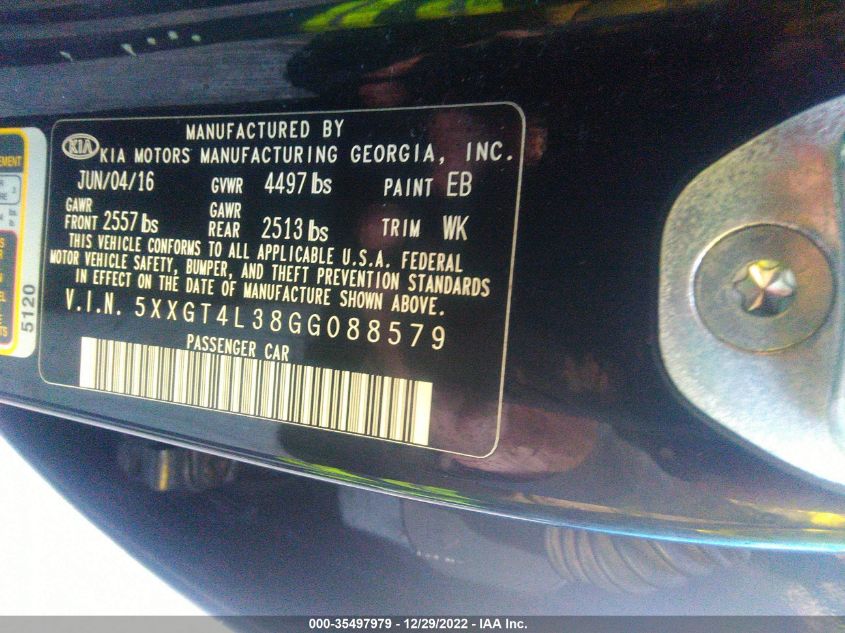 MANUFACTURED BY
KIA KIA MOTORS MANUFACTURING GEORGIA, INC.
JUN/04/16 GVWR 4497 lbs PAINT EB
GAWR FRONT 2557 lbs GAWR REAR 2513 lbs TRIM WK
THIS VEHICLE CONFORMS TO ALL APPLICABLE U.S.A. FEDERAL
MOTOR VEHICLE SAFETY, BUMPER, AND THEFT PREVENTION STANDARDS
IN EFFECT ON THE DATE OF MANUFACTURE SHOWN ABOVE.
V.I.N. 5XXGT4L38GG088579
PASSENGER CAR
5120
000-35497979 - 12/29/2022 - IAA Inc.